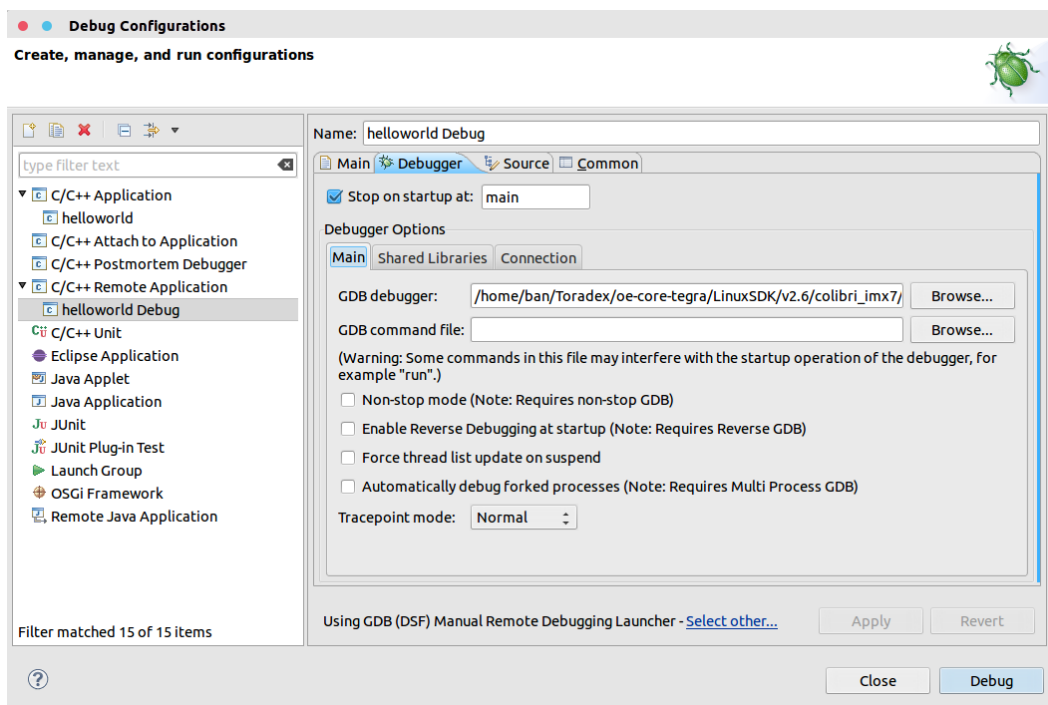 Debug Configurations
Create, manage, and run configurations
Name: helloworld Debug
type filter text
Main Debugger Source Common
C/C++ Application
helloworld
C/C++ Attach to Application
C/C++ Postmortem Debugger
C/C++ Remote Application
helloworld Debug
C/C++ Unit
Eclipse Application
Java Applet
Java Application
JUnit
JUnit Plug-in Test
Launch Group
OSGi Framework
Remote Java Application
Filter matched 15 of 15 items
Stop on startup at: main
Debugger Options
Main Shared Libraries Connection
GDB debugger: /home/ban/Toradex/oe-core-tegra/LinuxSDK/v2.6/colibri_imx7/ Browse...
GDB command file: Browse...
(Warning: Some commands in this file may interfere with the startup operation of the debugger, for
example "run".)
Non-stop mode (Note: Requires non-stop GDB)
Enable Reverse Debugging at startup (Note: Requires Reverse GDB)
Force thread list update on suspend
Automatically debug forked processes (Note: Requires Multi Process GDB)
Tracepoint mode: Normal
Using GDB (DSF) Manual Remote Debugging Launcher - Select other... Apply Revert
? Close Debug